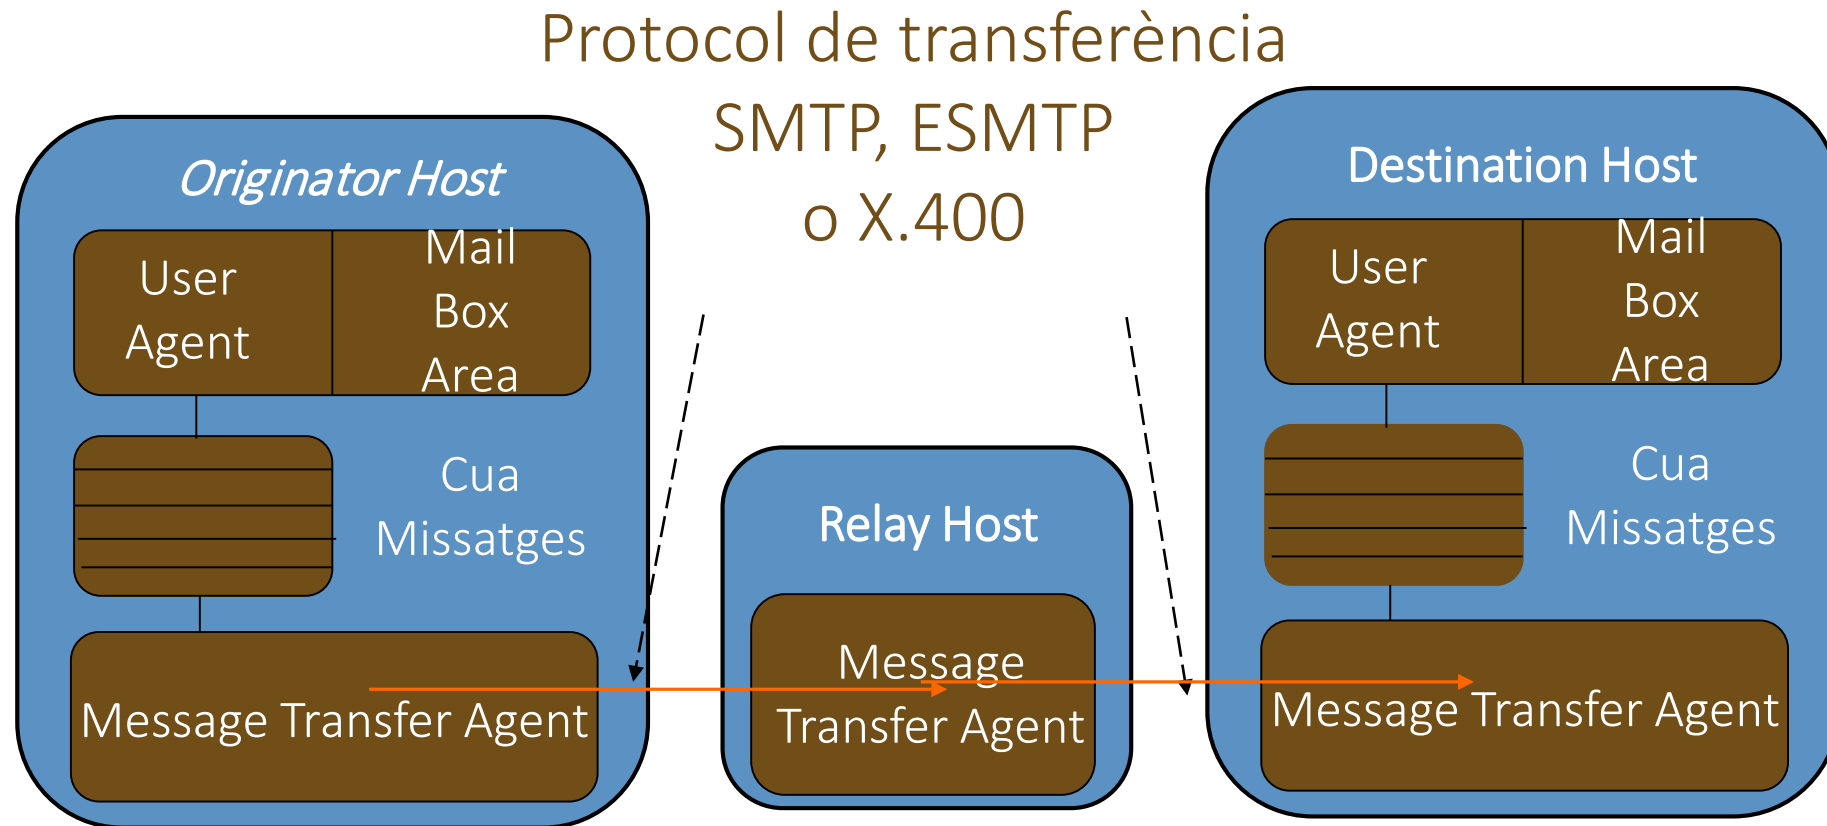 Protocol de transferència
SMTP, ESMTP
o X.400
Originator Host
User
Agent
Mail
Box
Area
Cua
Missatges
Message Transfer Agent
Relay Host
Message
Transfer Agent
Destination Host
User
Agent
Mail
Box
Area
Cua
Missatges
Message Transfer Agent